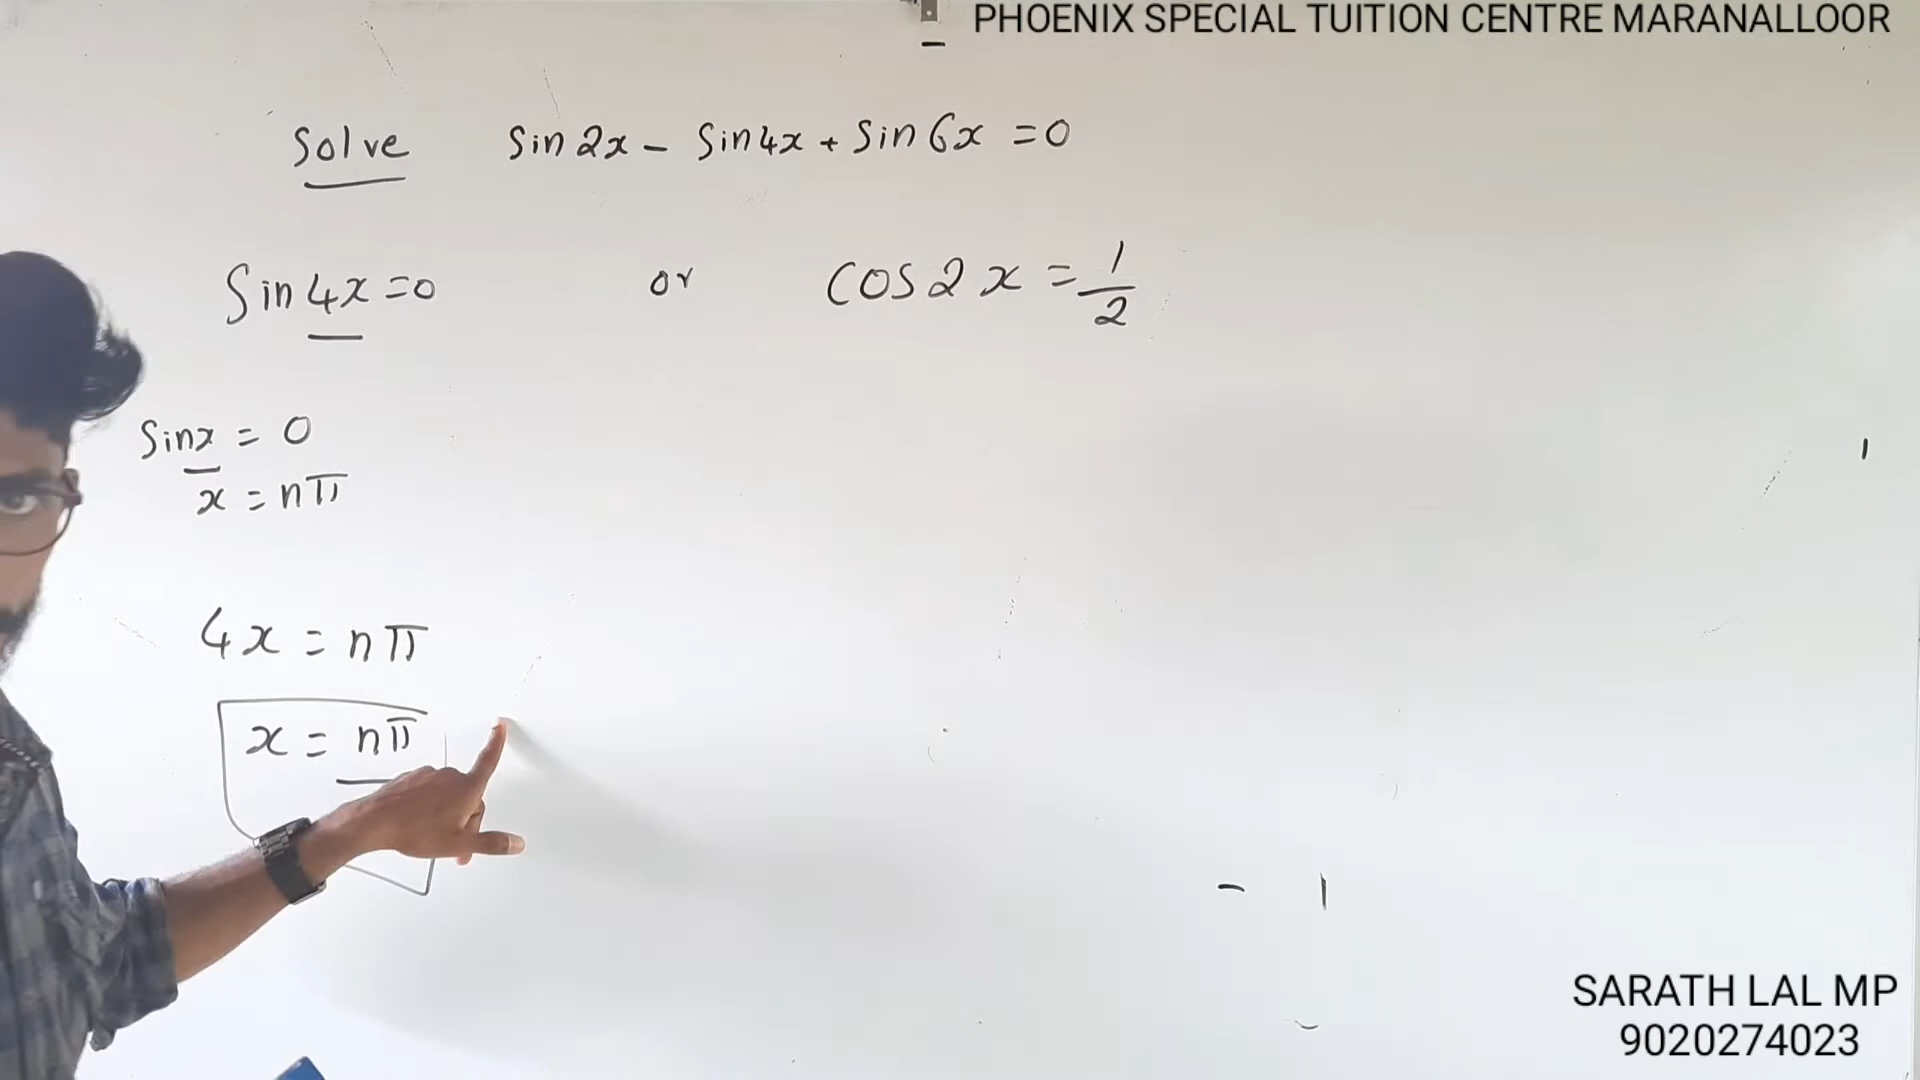 PHOENIX SPECIAL TUITION CENTRE MARANALLOOR
Solve sin 2x - sin 4x + sin 6x = 0
Sin 4x = 0 or cos 2x = 1/2
Sin x = 0
x = nπ
4x = nπ
x = nπ
- 1
SARATH LAL MP
9020274023